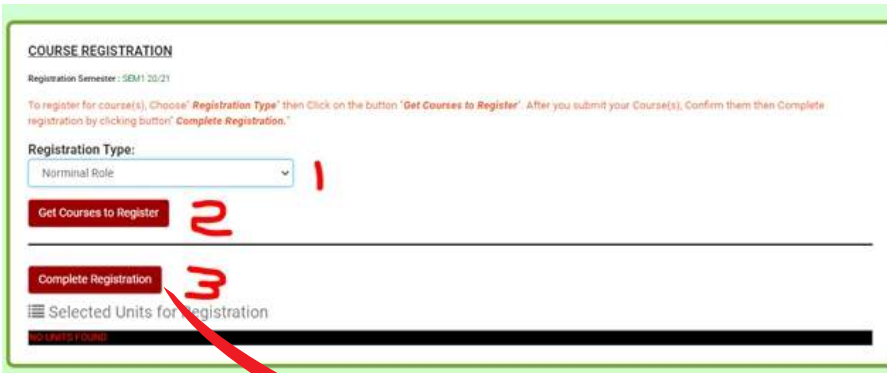 COURSE REGISTRATION
Registration Semester : SEM1 20/21
To register for course(s), Choose" Registration Type" then Click on the button "Get Courses to Register". After you submit your Course(s), Confirm them then Complete
registration by clicking button" Complete Registration."
Registration Type:
Norminal Role
1
Get Courses to Register
2
Complete Registration
3
Selected Units for Registration
NO UNITS FOUND